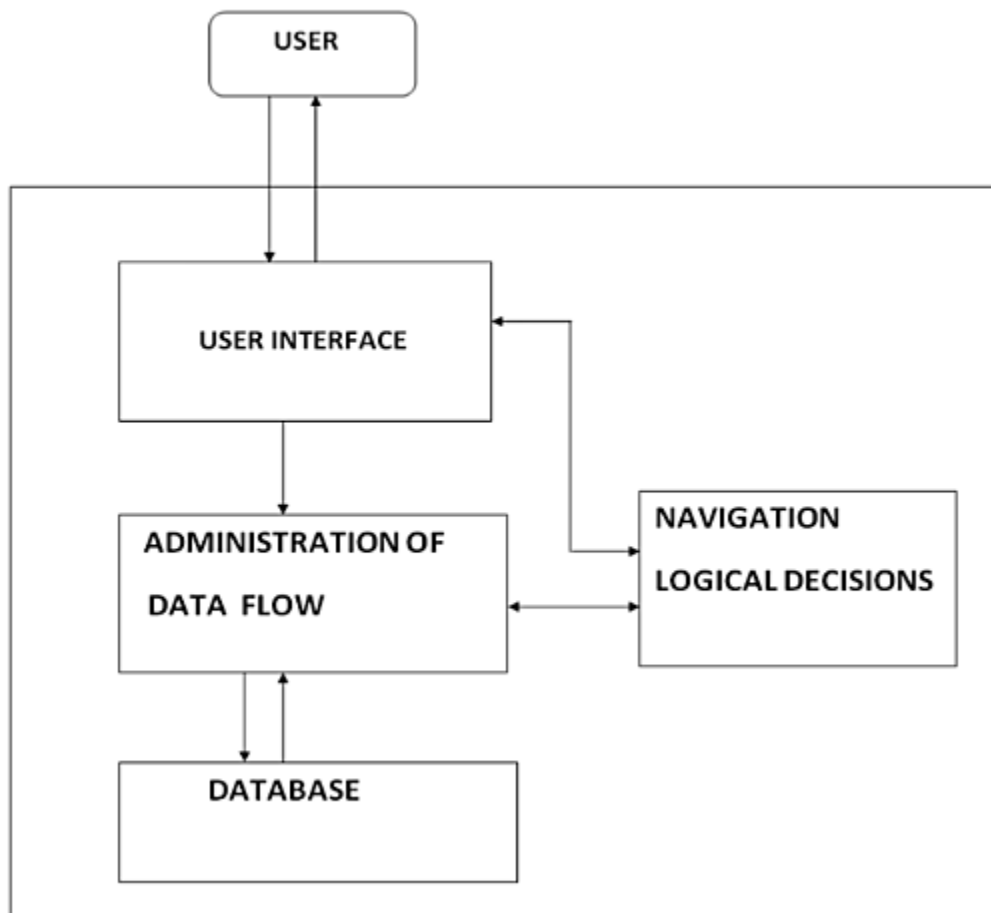 USER
USER INTERFACE
ADMINISTRATION OF
DATA FLOW
NAVIGATION
LOGICAL DECISIONS
DATABASE